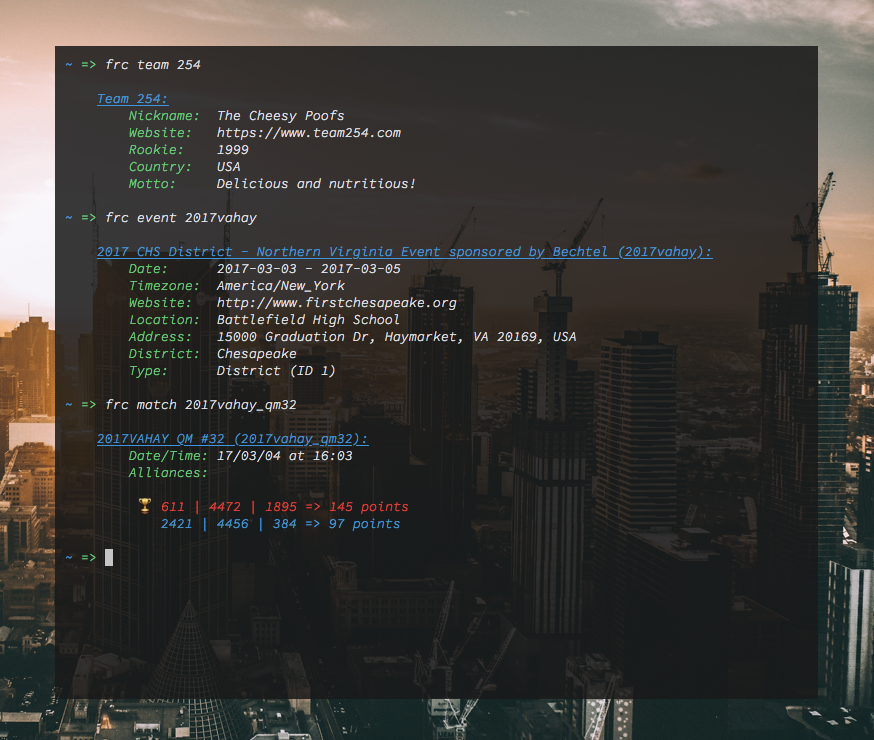 ~ => frc team 254
Team 254:
Nickname: The Cheesy Poofs
Website: https://www.team254.com
Rookie: 1999
Country: USA
Motto: Delicious and nutritious!
~ => frc event 2017vahay
2017 CHS District - Northern Virginia Event sponsored by Bechtel (2017vahay):
Date: 2017-03-03 - 2017-03-05
Timezone: America/New_York
Website: http://www.firstchesapeake.org
Location: Battlefield High School
Address: 15000 Graduation Dr, Haymarket, VA 20169, USA
District: Chesapeake
Type: District (ID 1)
~ => frc match 2017vahay_qm32
2017VAHAY QM #32 (2017vahay_qm32):
Date/Time: 17/03/04 at 16:03
Alliances:
🏆 611 | 4472 | 1895 => 145 points
2421 | 4456 | 384 => 97 points
~ =>